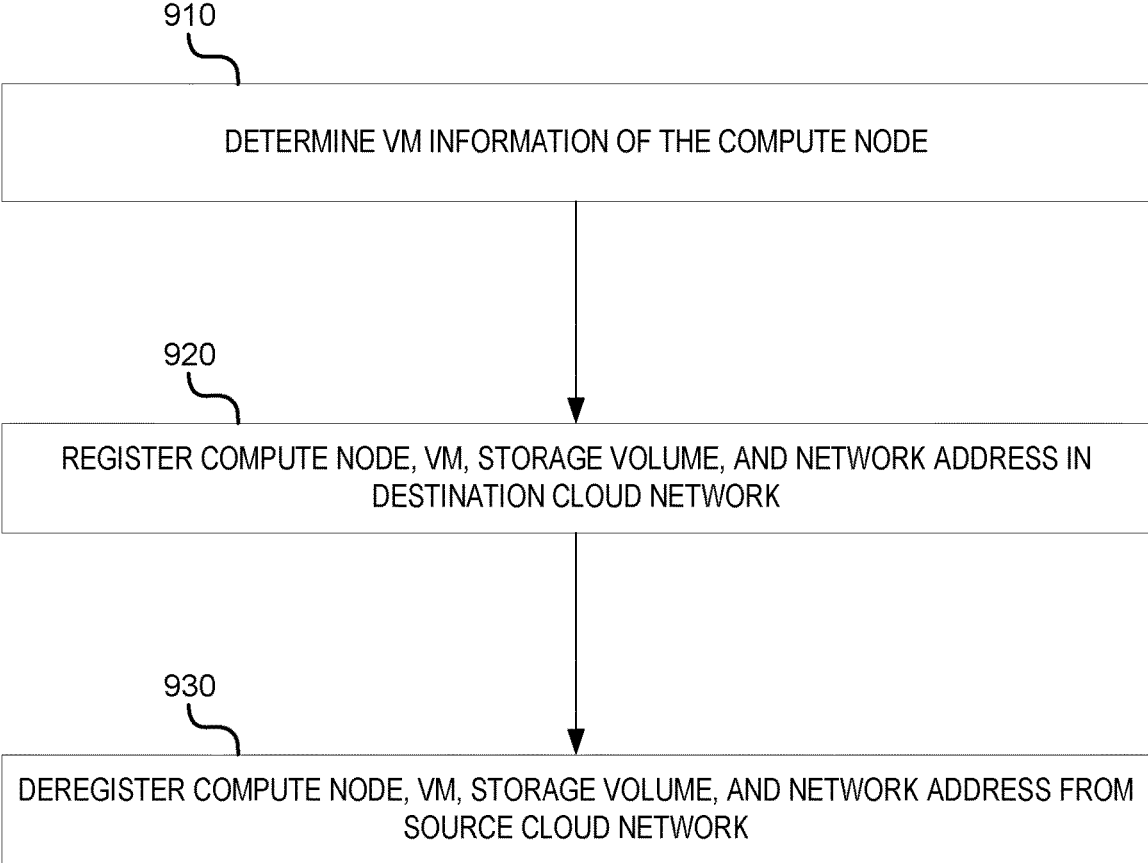 910
DETERMINE VM INFORMATION OF THE COMPUTE NODE
920
REGISTER COMPUTE NODE, VM, STORAGE VOLUME, AND NETWORK ADDRESS IN
DESTINATION CLOUD NETWORK
930
DEREGISTER COMPUTE NODE, VM, STORAGE VOLUME, AND NETWORK ADDRESS FROM
SOURCE CLOUD NETWORK